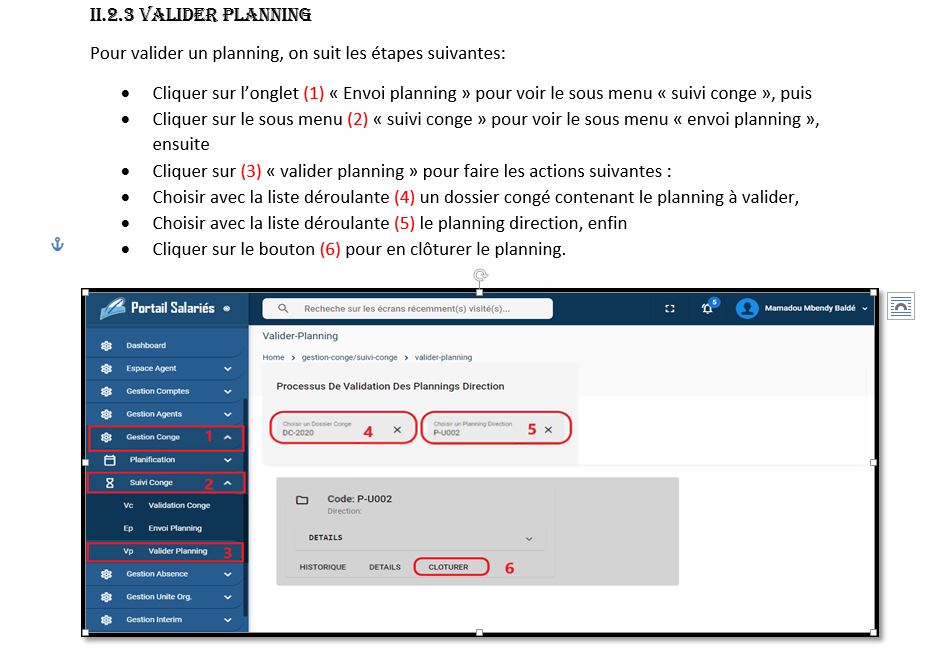 II.2.3 VALIDER PLANNING
Pour valider un planning, on suit les étapes suivantes:
• Cliquer sur l’onglet (1) « Envoi planning » pour voir le sous menu « suivi conge », puis
• Cliquer sur le sous menu (2) « suivi conge » pour voir le sous menu « envoi planning »,
ensuite
• Cliquer sur (3) « valider planning » pour faire les actions suivantes :
• Choisir avec la liste déroulante (4) un dossier congé contenant le planning à valider,
• Choisir avec la liste déroulante (5) le planning direction, enfin
• Cliquer sur le bouton (6) pour en clôturer le planning.
Portail Salariés
Recheche sur les écrans récemment(s) visité(s)...
5
Mamadou Mbendy Baldé
Dashboard
Espace Agent
Gestion Comptes
Gestion Agents
Gestion Conge 1
Planification
Suivi Conge 2
Vc Validation Conge
Ep Envoi Planning
Vp Valider Planning 3
Gestion Absence
Gestion Unite Org.
Gestion Interim
Valider-Planning
Home > gestion-conge/suivi-conge > valider-planning
Processus De Validation Des Plannings Direction
Choisir un Dossier Conge
DC-2020 4 ×
Choisir un Planning Direction
P-U002 5 ×
Code: P-U002
Direction:
DETAILS
HISTORIQUE DETAILS CLOTURER 6